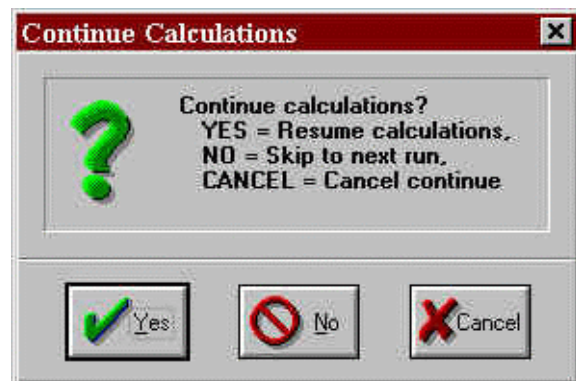 Continue Calculations
Continue calculations?
YES = Resume calculations,
NO = Skip to next run,
CANCEL = Cancel continue
Yes No Cancel